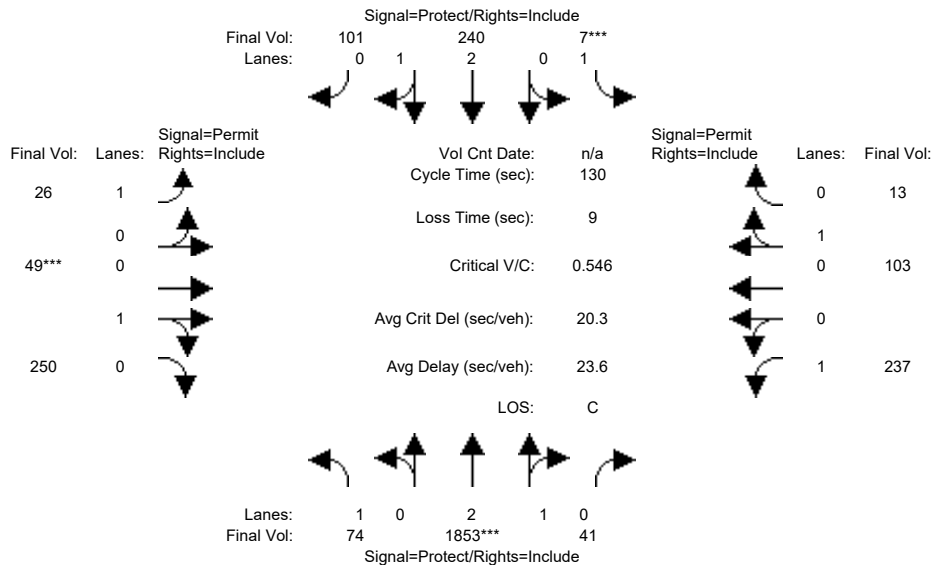 Signal=Protect/Rights=Include
Final Vol: 101 240 7***
Lanes: 0 1 2 0 1
Signal=Permit Signal=Permit
Final Vol: Lanes: Rights=Include Vol Cnt Date: n/a Rights=Include Lanes: Final Vol:
Cycle Time (sec): 130
26 1 0 13
Loss Time (sec): 9
0 1
49*** 0 Critical V/C: 0.546 0 103
1 Avg Crit Del (sec/veh): 20.3 0
250 0 Avg Delay (sec/veh): 23.6 1 237
LOS: C
Lanes: 1 0 2 1 0
Final Vol: 74 1853*** 41
Signal=Protect/Rights=Include